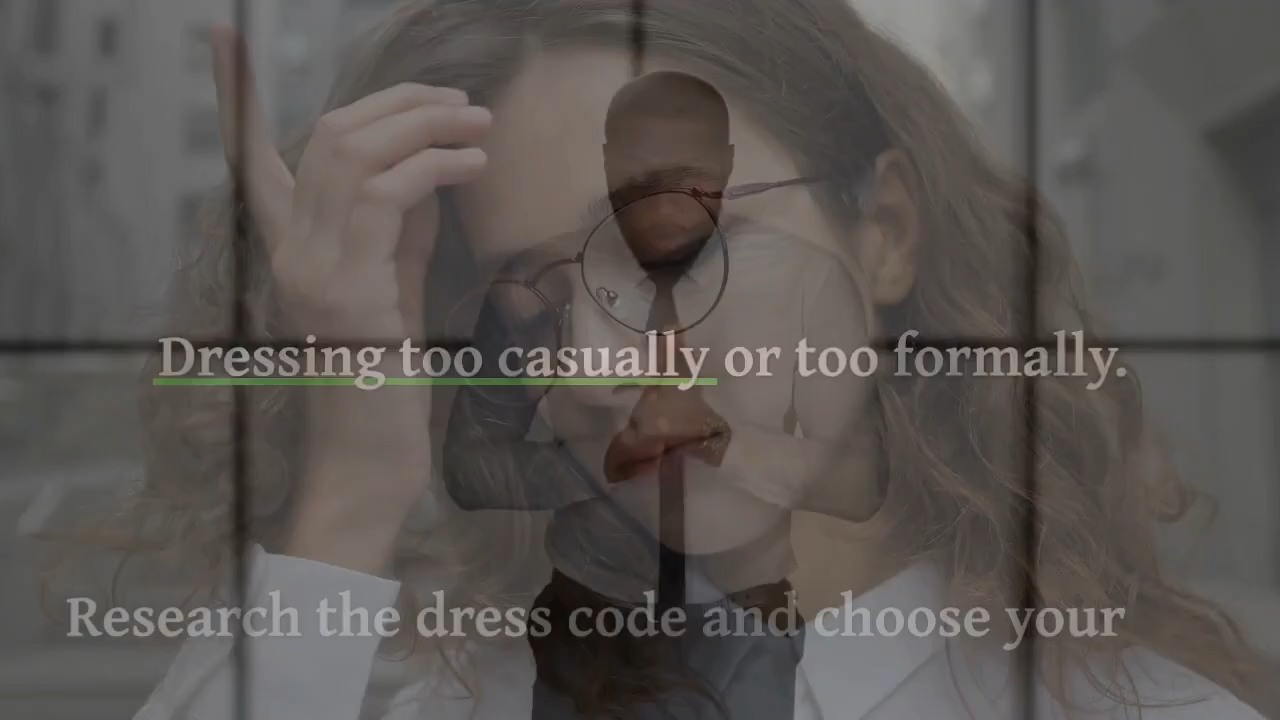 Dressing too casually or too formally.
Research the dress code and choose your